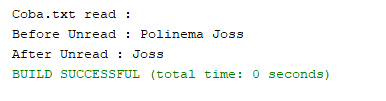 Coba.txt read :
Before Unread : Polinema Joss
After Unread : Joss
BUILD SUCCESSFUL (total time: 0 seconds)